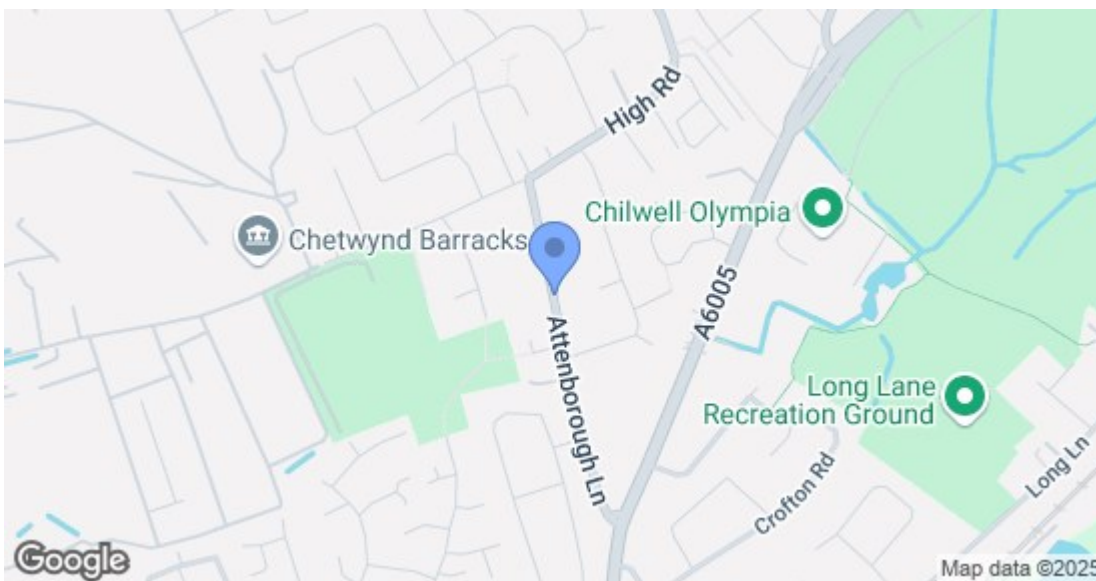 High Rd
Chilwell Olympia
Chetwynd Barracks
A6005
Attenborough Ln
Long Lane
Recreation Ground
Long Ln
Crofton Rd
Google
Map data ©2025